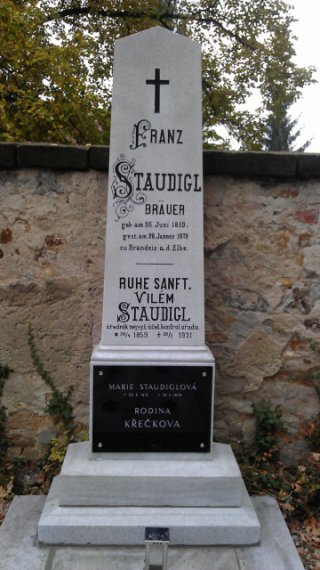 FRANZ
STAUDIGL
BRÄUER
geb am 25. Juni 1810.
gest am 28. Jänner 1879
zu Brandeis a.d. Elbe.
RUHE SANFT.
VILÉM
STAUDIGL
úředník nejvyš. účet. kontrol. úřadu.
1859 1931
MARIE STAUDIGLOVÁ
RODINA
KŘEČKOVA